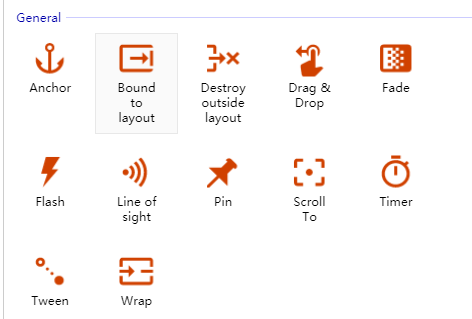 General
Anchor
Bound
to
layout
Destroy
outside
layout
Drag &
Drop
Fade
Flash
Line of
sight
Pin
Scroll
To
Timer
Tween
Wrap